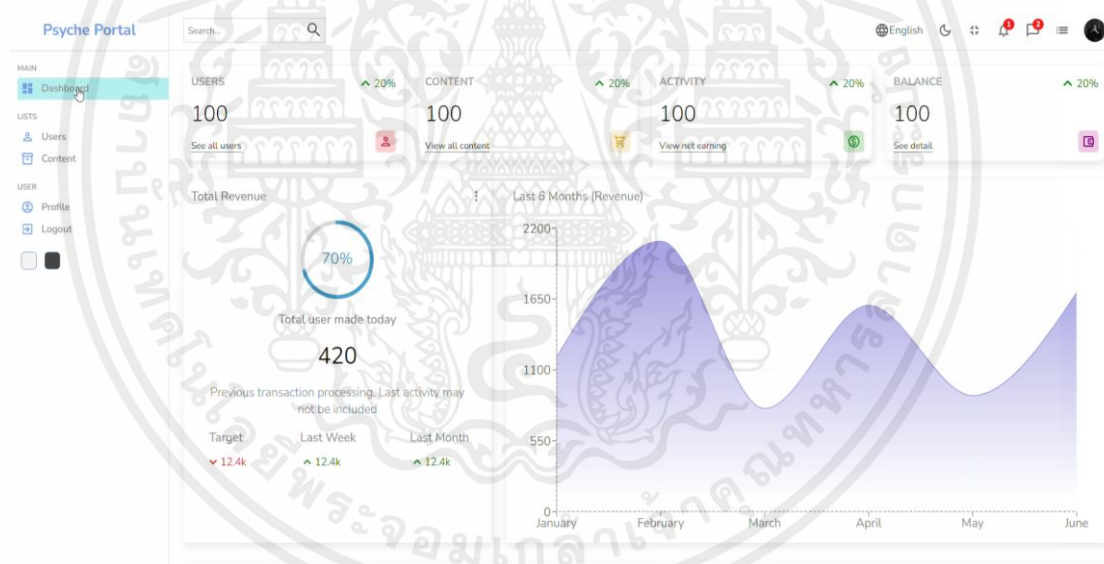 Psyche Portal
Search...
English
1
2
MAIN
Dashboard
LISTS
Users
Content
USER
Profile
Logout
USERS
20%
100
See all users
CONTENT
20%
100
View all content
ACTIVITY
20%
100
View net earning
BALANCE
20%
100
See detail
Total Revenue
70%
Total user made today
420
Previous transaction processing. Last activity may
not be included
Target Last Week Last Month
12.4k 12.4k 12.4k
Last 6 Months (Revenue)
2200
1650
1100
550
0
January February March April May June